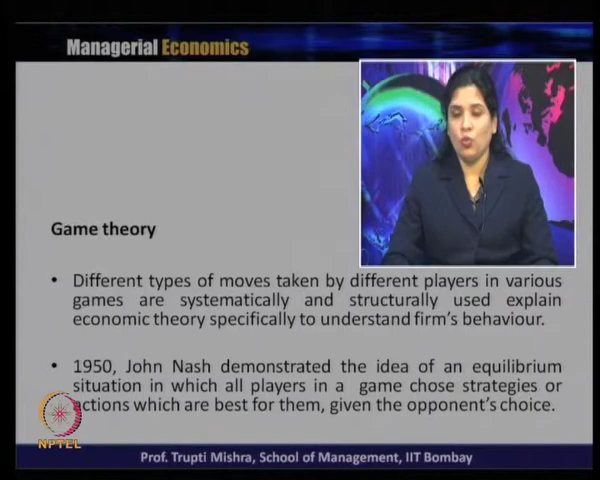 Managerial Economics
Game theory
• Different types of moves taken by different players in various
games are systematically and structurally used explain
economic theory specifically to understand firm's behaviour.
• 1950, John Nash demonstrated the idea of an equilibrium
situation in which all players in a game chose strategies or
actions which are best for them, given the opponent's choice.
NPTEL
Prof. Trupti Mishra, School of Management, IIT Bombay